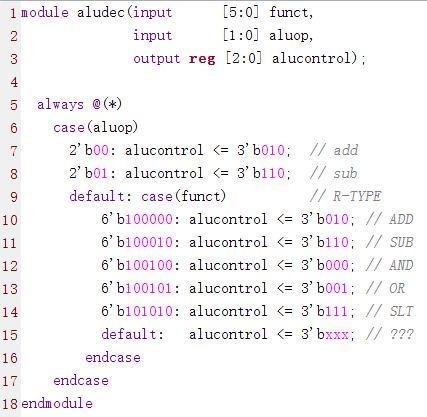 1 module aludec(input      [5:0] funct,
2               input      [1:0] aluop,
3               output reg [2:0] alucontrol);
4
5   always @(*)
6     case(aluop)
7       2'b00: alucontrol <= 3'b010;  // add
8       2'b01: alucontrol <= 3'b110;  // sub
9       default: case(funct)          // R-TYPE
10           6'b100000: alucontrol <= 3'b010; // ADD
11           6'b100010: alucontrol <= 3'b110; // SUB
12           6'b100100: alucontrol <= 3'b000; // AND
13           6'b100101: alucontrol <= 3'b001; // OR
14           6'b101010: alucontrol <= 3'b111; // SLT
15           default:   alucontrol <= 3'bxxx; // ???
16         endcase
17     endcase
18 endmodule